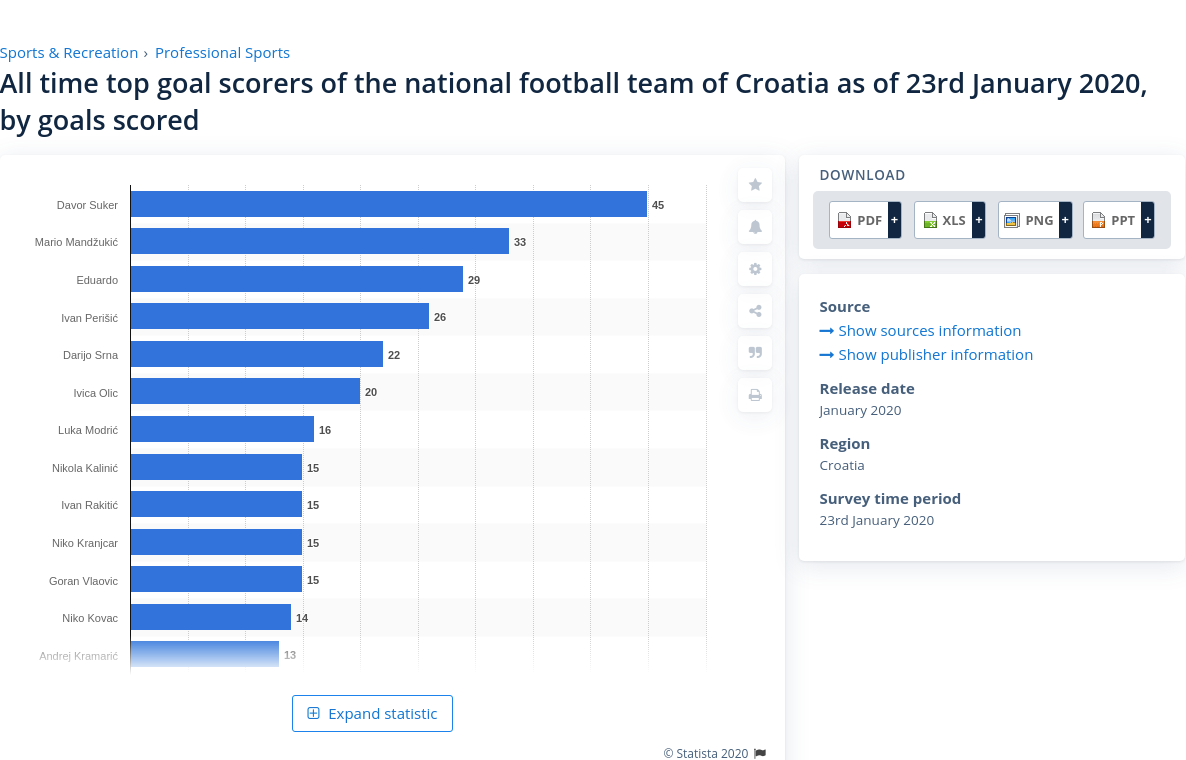 Sports & Recreation › Professional Sports
All time top goal scorers of the national football team of Croatia as of 23rd January 2020,
by goals scored
Davor Suker 45
Mario Mandžukić 33
Eduardo 29
Ivan Perišić 26
Darijo Srna 22
Ivica Olic 20
Luka Modrić 16
Nikola Kalinić 15
Ivan Rakitić 15
Niko Kranjcar 15
Goran Vlaovic 15
Niko Kovac 14
Andrej Kramarić 13
Expand statistic
© Statista 2020
DOWNLOAD
PDF + XLS + PNG + PPT +
Source
Show sources information
Show publisher information
Release date
January 2020
Region
Croatia
Survey time period
23rd January 2020